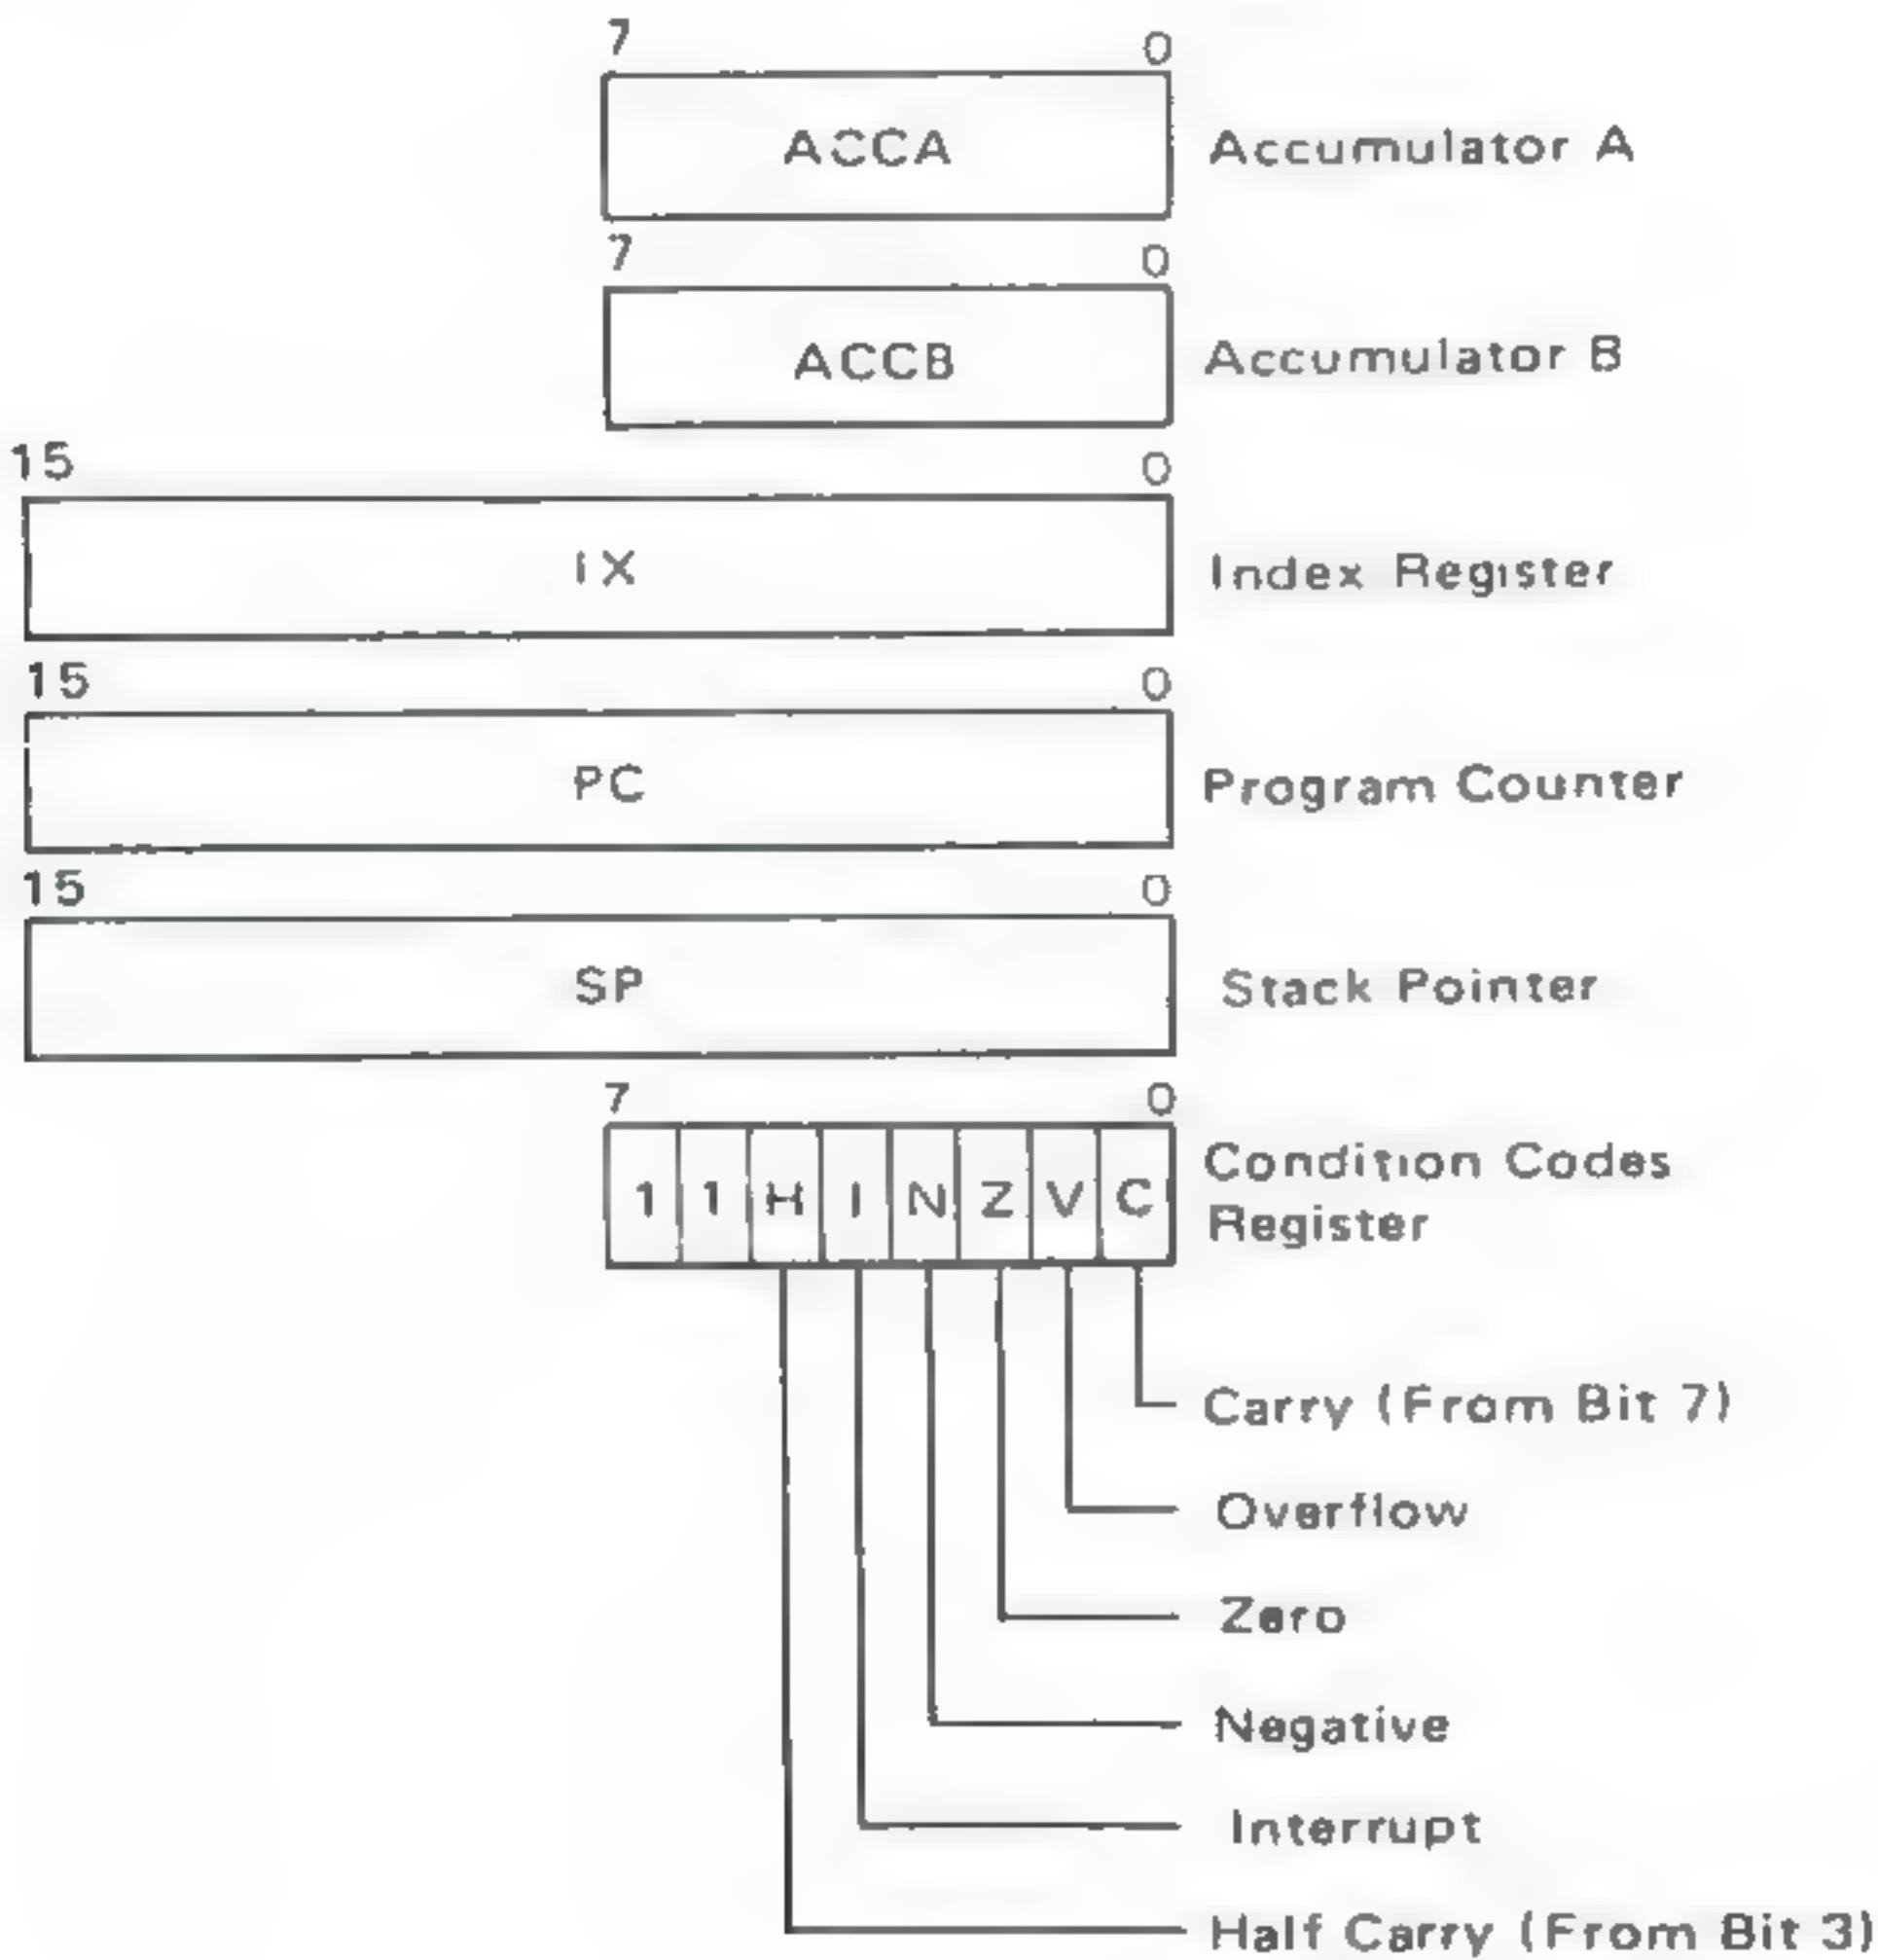 7 0
ACCA Accumulator A
7 0
ACCB Accumulator B
15 0
IX Index Register
15 0
PC Program Counter
15 0
SP Stack Pointer
7 0
1 1 H I N Z V C Condition Codes
Register
Carry (From Bit 7)
Overflow
Zero
Negative
Interrupt
Half Carry (From Bit 3)